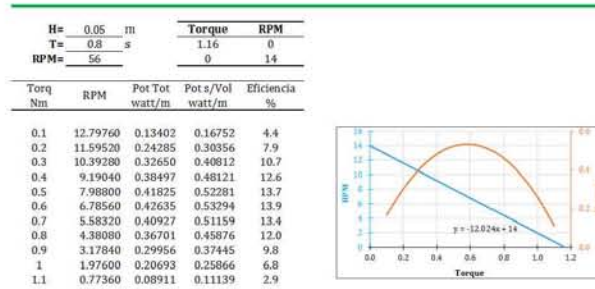 H= 0.05 m Torque RPM
T= 0.8 s 1.16 0
RPM= 56 0 14
Torq Nm RPM Pot Tot watt/m Pot s/Vol watt/m Eficiencia %
0.1 12.79760 0.13402 0.16752 4.4
0.2 11.59520 0.24285 0.30356 7.9
0.3 10.39280 0.32650 0.40812 10.7
0.4 9.19040 0.38497 0.48121 12.6
0.5 7.98800 0.41825 0.52281 13.7
0.6 6.78560 0.42635 0.53294 13.9
0.7 5.58320 0.40927 0.51159 13.4
0.8 4.38080 0.36701 0.45876 12.0
0.9 3.17840 0.29956 0.37445 9.8
1 1.97600 0.20693 0.25866 6.8
1.1 0.77360 0.08911 0.11139 2.9
16 0.6
14
12
10 0.4
8
RPM
6
4 0.2
y = -12.024x + 14
2
0 0.0
0.0 0.2 0.4 0.6 0.8 1.0 1.2
Torque